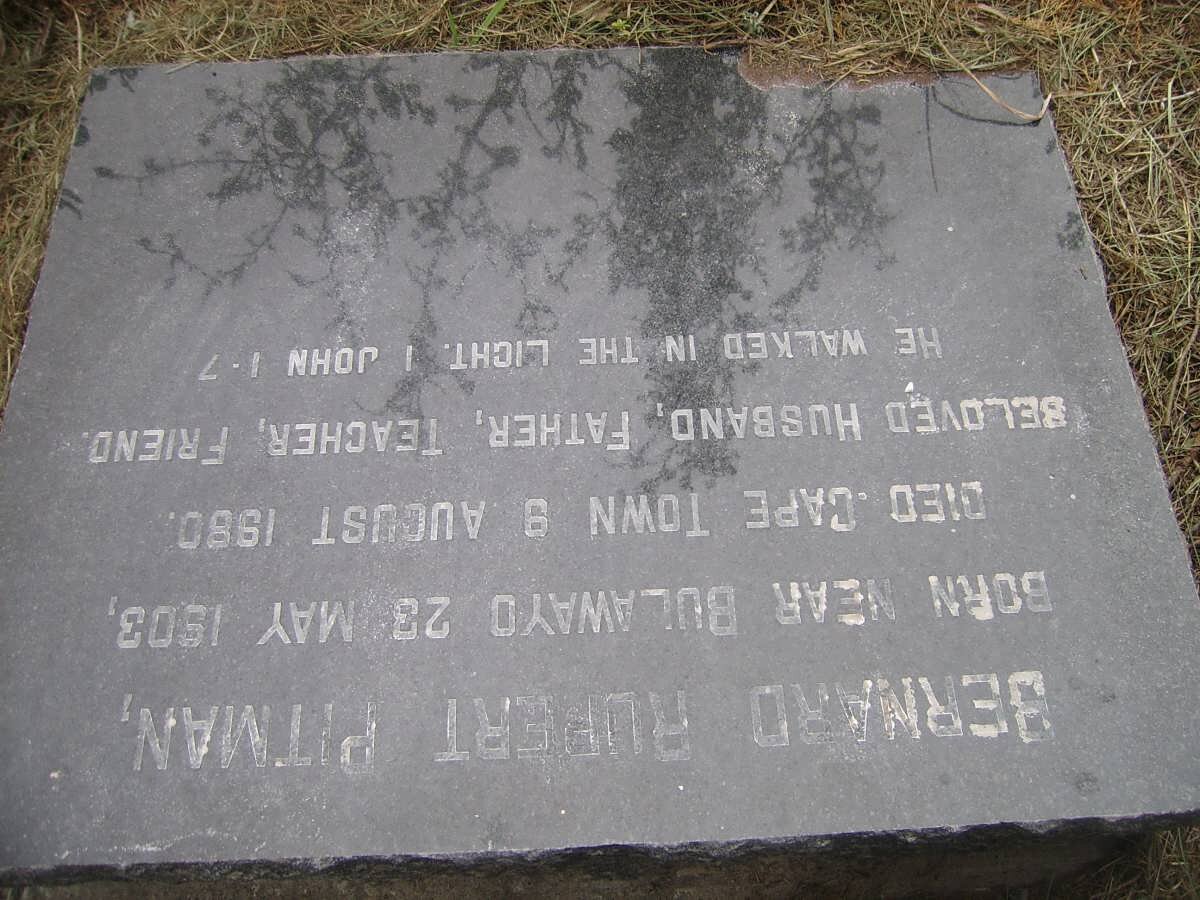 BERNARD RUPERT PITMAN,
BORN NEAR BULAWAYO 23 MAY 1903,
DIED CAPE TOWN 9 AUGUST 1980.
BELOVED HUSBAND, FATHER, TEACHER, FRIEND.
HE WALKED IN THE LIGHT. I JOHN 1·7